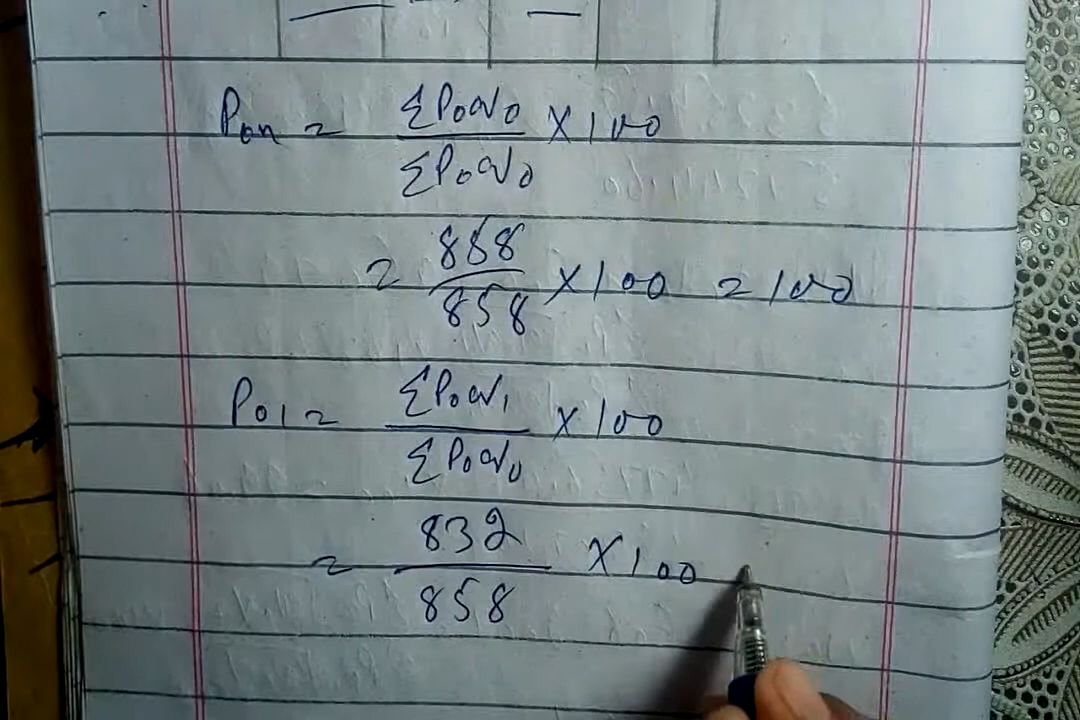 P₀n = ΣP₀q₀ / ΣP₀q₀ × 100
= 858 / 858 × 100 = 100
P₀₁ = ΣP₀q₁ / ΣP₀q₀ × 100
= 832 / 858 × 100